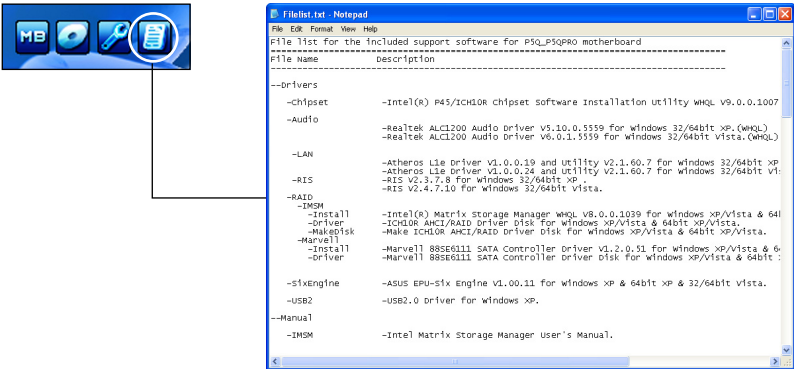 MB
Filelist.txt - Notepad
File Edit Format View Help
File list for the included support software for P5Q_P5QPRO motherboard
================================================================
File Name Description
----------------------------------------------------------------
--Drivers
-Chipset -Intel(R) P45/ICH10R Chipset Software Installation Utility WHQL V9.0.0.1007
-Audio
-Realtek ALC1200 Audio Driver V5.10.0.5559 for Windows 32/64bit XP.(WHQL)
-Realtek ALC1200 Audio Driver V6.0.1.5559 for Windows 32/64bit Vista.(WHQL)
-LAN
-Atheros L1e Driver V1.0.0.19 and Utility V2.1.60.7 for Windows 32/64bit XP
-Atheros L1e Driver V1.0.0.24 and Utility V2.1.60.7 for Windows 32/64bit Vi
-RIS -RIS V2.3.7.8 for Windows 32/64bit XP .
-RIS V2.4.7.10 for Windows 32/64bit Vista.
-RAID
-IMSM
-Install -Intel(R) Matrix Storage Manager WHQL V8.0.0.1039 for Windows XP/Vista & 64
-Driver -ICH10R AHCI/RAID Driver Disk for Windows XP/Vista & 64bit XP/Vista.
-MakeDisk -Make ICH10R AHCI/RAID Driver Disk for Windows XP/Vista & 64bit XP/Vista.
-Marvell
-Install -Marvell 88SE6111 SATA Controller Driver V1.2.0.51 for Windows XP/Vista & 6
-Driver -Marvell 88SE6111 SATA Controller Driver Disk for Windows XP/Vista & 64bit
-SixEngine -ASUS EPU-Six Engine V1.00.11 for Windows XP & 64bit XP & 32/64bit Vista.
-USB2 -USB2.0 Driver for Windows XP.
--Manual
-IMSM -Intel Matrix Storage Manager User's Manual.